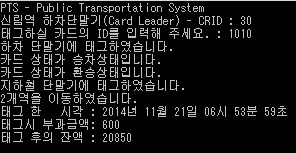 PTS - Public Transportation System
신림역 하차단말기(Card Leader) - CRID : 30
태그하실 카드의 ID를 입력해 주세요. : 1010
하차 단말기에 태그하였습니다.
카드 상태가 승차상태입니다.
카드 상태가 환승상태입니다.
지하철 단말기에 태그하였습니다.
2개역을 이동하였습니다.
태그 한   시각 : 2014년 11월 21일 06시 53분 59초
태그시 부과금액: 600
태그 후의 잔액 : 20850